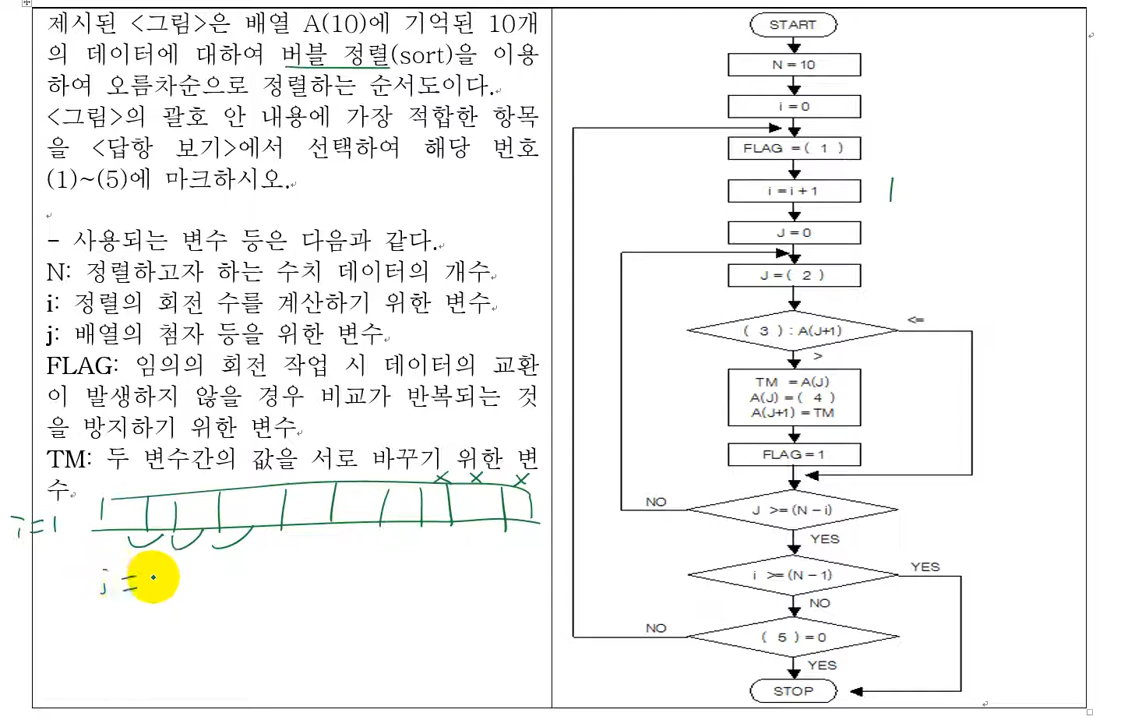 제시된 <그림>은 배열 A(10)에 기억된 10개
의 데이터에 대하여 버블 정렬(sort)을 이용
하여 오름차순으로 정렬하는 순서도이다.
<그림>의 괄호 안 내용에 가장 적합한 항목
을 <답항 보기>에서 선택하여 해당 번호
(1)~(5)에 마크하시오.
- 사용되는 변수 등은 다음과 같다.
N: 정렬하고자 하는 수치 데이터의 개수
i: 정렬의 회전 수를 계산하기 위한 변수
j: 배열의 첨자 등을 위한 변수
FLAG: 임의의 회전 작업 시 데이터의 교환
이 발생하지 않을 경우 비교가 반복되는 것
을 방지하기 위한 변수
TM: 두 변수간의 값을 서로 바꾸기 위한 변
수
× × ×
i=1
j =
START
N = 10
i = 0
FLAG = ( 1 )
i = i + 1
1
J = 0
J = ( 2 )
( 3 ) : A(J+1)
<=
>
TM = A(J)
A(J) = ( 4 )
A(J+1) = TM
FLAG = 1
NO
J >= (N - i)
YES
i >= (N - 1)
YES
NO
NO
( 5 ) = 0
YES
STOP